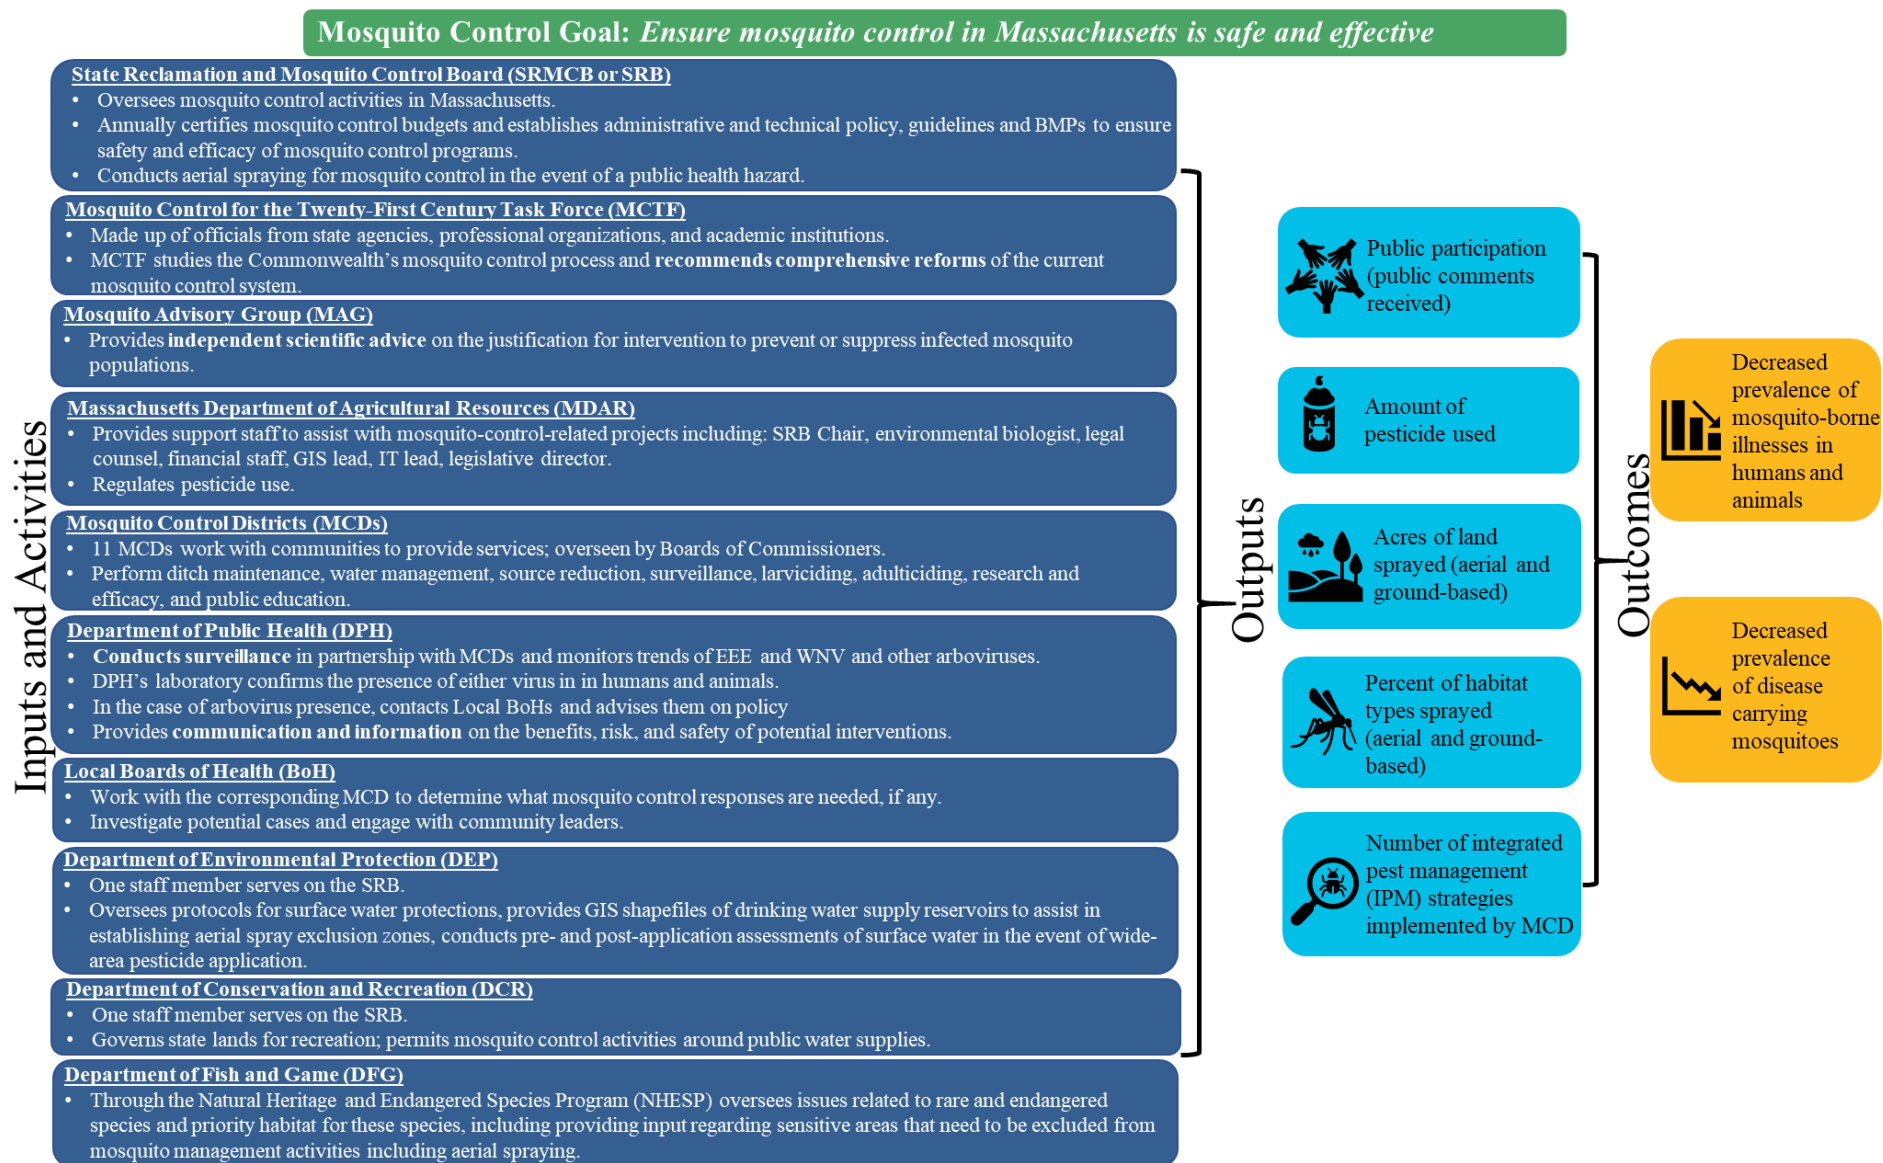 Mosquito Control Goal: Ensure mosquito control in Massachusetts is safe and effective
Inputs and Activities
State Reclamation and Mosquito Control Board (SRMCB or SRB)
• Oversees mosquito control activities in Massachusetts.
• Annually certifies mosquito control budgets and establishes administrative and technical policy, guidelines and BMPs to ensure
safety and efficacy of mosquito control programs.
• Conducts aerial spraying for mosquito control in the event of a public health hazard.
Mosquito Control for the Twenty-First Century Task Force (MCTF)
• Made up of officials from state agencies, professional organizations, and academic institutions.
• MCTF studies the Commonwealth's mosquito control process and recommends comprehensive reforms of the current
mosquito control system.
Mosquito Advisory Group (MAG)
• Provides independent scientific advice on the justification for intervention to prevent or suppress infected mosquito
populations.
Massachusetts Department of Agricultural Resources (MDAR)
• Provides support staff to assist with mosquito-control-related projects including: SRB Chair, environmental biologist, legal
counsel, financial staff, GIS lead, IT lead, legislative director.
• Regulates pesticide use.
Mosquito Control Districts (MCDs)
• 11 MCDs work with communities to provide services; overseen by Boards of Commissioners.
• Perform ditch maintenance, water management, source reduction, surveillance, larviciding, adulticiding, research and
efficacy, and public education.
Department of Public Health (DPH)
• Conducts surveillance in partnership with MCDs and monitors trends of EEE and WNV and other arboviruses.
• DPH's laboratory confirms the presence of either virus in in humans and animals.
• In the case of arbovirus presence, contacts Local BoHs and advises them on policy
• Provides communication and information on the benefits, risk, and safety of potential interventions.
Local Boards of Health (BoH)
• Work with the corresponding MCD to determine what mosquito control responses are needed, if any.
• Investigate potential cases and engage with community leaders.
Department of Environmental Protection (DEP)
• One staff member serves on the SRB.
• Oversees protocols for surface water protections, provides GIS shapefiles of drinking water supply reservoirs to assist in
establishing aerial spray exclusion zones, conducts pre- and post-application assessments of surface water in the event of wide-
area pesticide application.
Department of Conservation and Recreation (DCR)
• One staff member serves on the SRB.
• Governs state lands for recreation; permits mosquito control activities around public water supplies.
Department of Fish and Game (DFG)
• Through the Natural Heritage and Endangered Species Program (NHESP) oversees issues related to rare and endangered
species and priority habitat for these species, including providing input regarding sensitive areas that need to be excluded from
mosquito management activities including aerial spraying.
Outputs
Public participation
(public comments
received)
Amount of
pesticide used
Acres of land
sprayed (aerial and
ground-based)
Percent of habitat
types sprayed
(aerial and ground-
based)
Number of integrated
pest management
(IPM) strategies
implemented by MCD
Outcomes
Decreased
prevalence of
mosquito-borne
illnesses in
humans and
animals
Decreased
prevalence
of disease
carrying
mosquitoes